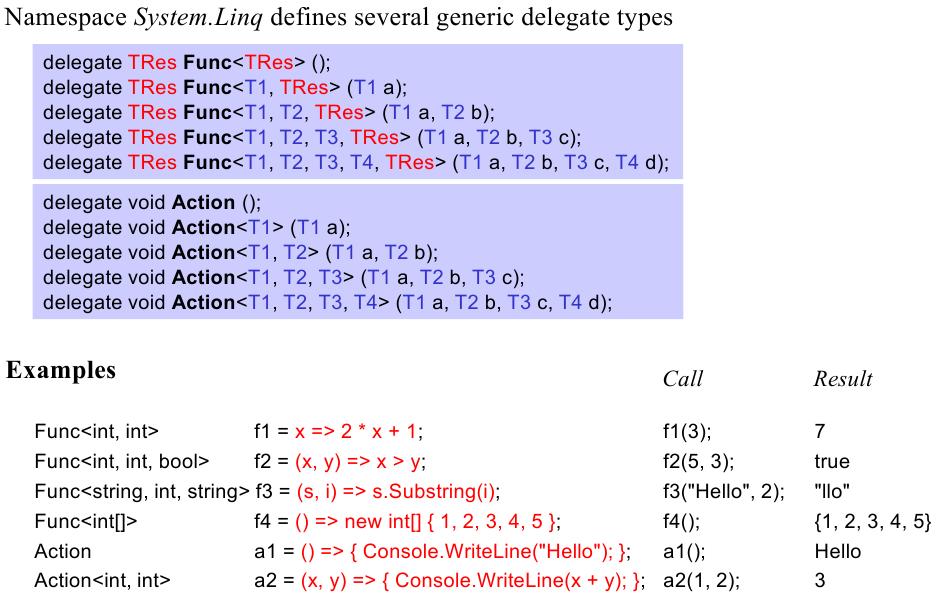 Namespace System.Linq defines several generic delegate types
delegate TRes Func<TRes> ();
delegate TRes Func<T1, TRes> (T1 a);
delegate TRes Func<T1, T2, TRes> (T1 a, T2 b);
delegate TRes Func<T1, T2, T3, TRes> (T1 a, T2 b, T3 c);
delegate TRes Func<T1, T2, T3, T4, TRes> (T1 a, T2 b, T3 c, T4 d);
delegate void Action ();
delegate void Action<T1> (T1 a);
delegate void Action<T1, T2> (T1 a, T2 b);
delegate void Action<T1, T2, T3> (T1 a, T2 b, T3 c);
delegate void Action<T1, T2, T3, T4> (T1 a, T2 b, T3 c, T4 d);
Examples Call Result
Func<int, int> f1 = x => 2 * x + 1; f1(3); 7
Func<int, int, bool> f2 = (x, y) => x > y; f2(5, 3); true
Func<string, int, string> f3 = (s, i) => s.Substring(i); f3("Hello", 2); "llo"
Func<int[]> f4 = () => new int[] { 1, 2, 3, 4, 5 }; f4(); {1, 2, 3, 4, 5}
Action a1 = () => { Console.WriteLine("Hello"); }; a1(); Hello
Action<int, int> a2 = (x, y) => { Console.WriteLine(x + y); }; a2(1, 2); 3